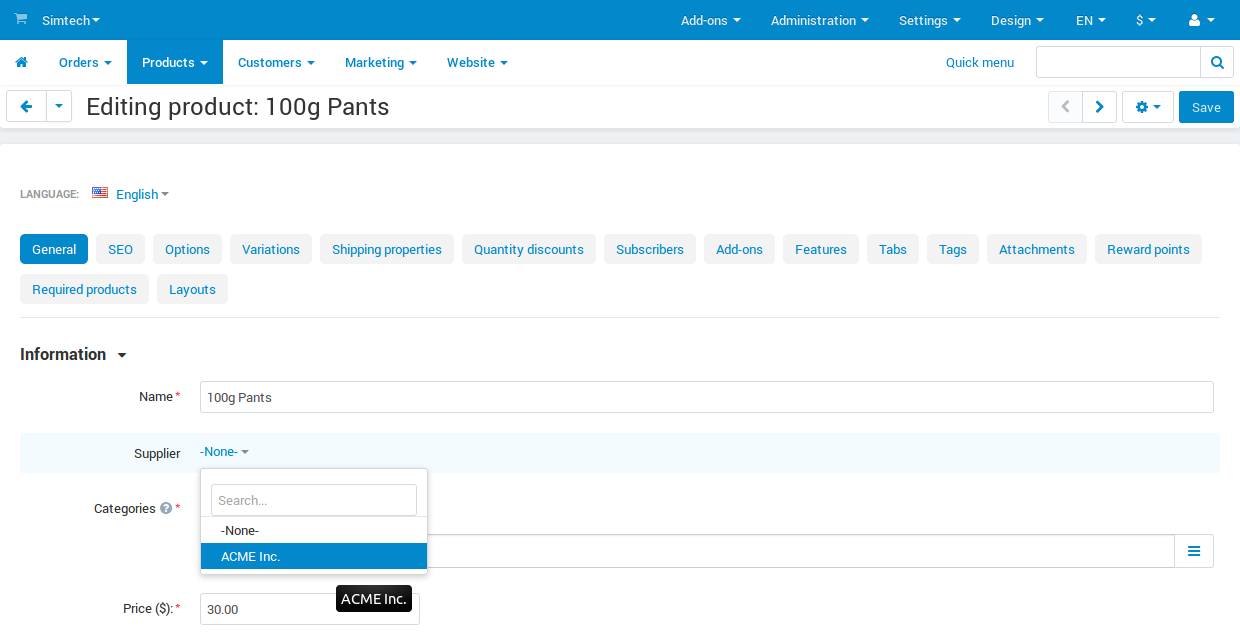 Simtech Add-ons Administration Settings Design EN $
Orders Products Customers Marketing Website Quick menu
Editing product: 100g Pants Save
LANGUAGE: English
General SEO Options Variations Shipping properties Quantity discounts Subscribers Add-ons Features Tabs Tags Attachments Reward points
Required products Layouts
Information
Name* 100g Pants
Supplier -None-
Search...
Categories ? *
-None-
ACME Inc.
ACME Inc.
Price ($):* 30.00